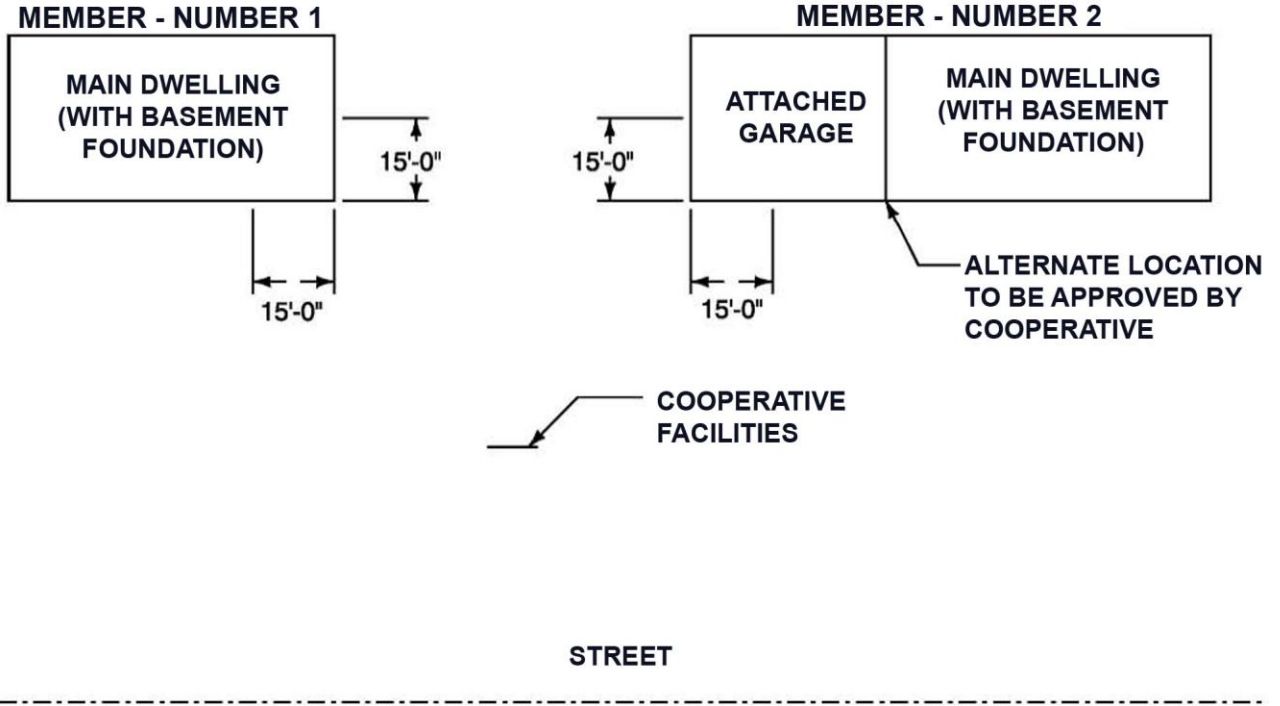 MEMBER - NUMBER 1
MAIN DWELLING
(WITH BASEMENT
FOUNDATION)
15'-0"
15'-0"
MEMBER - NUMBER 2
ATTACHED
GARAGE
MAIN DWELLING
(WITH BASEMENT
FOUNDATION)
15'-0"
15'-0"
ALTERNATE LOCATION
TO BE APPROVED BY
COOPERATIVE
COOPERATIVE
FACILITIES
STREET